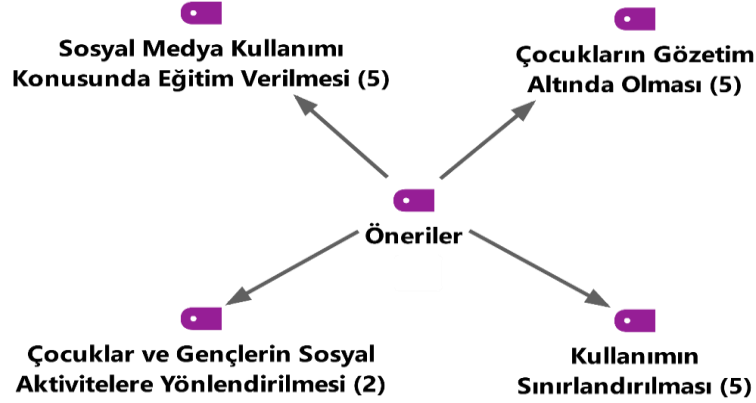 Sosyal Medya Kullanımı
Konusunda Eğitim Verilmesi (5)
Çocukların Gözetim
Altında Olması (5)
Öneriler
Çocuklar ve Gençlerin Sosyal
Aktivitelere Yönlendirilmesi (2)
Kullanımın
Sınırlandırılması (5)